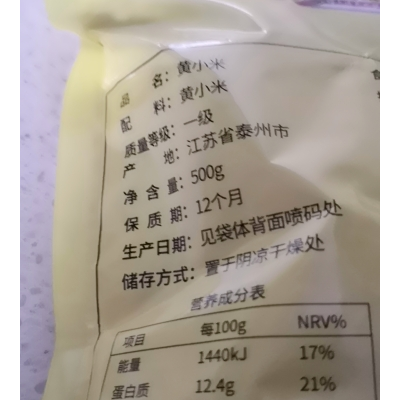 品 名：黄小米
配 料：黄小米
质量等级：一级
产 地：江苏省泰州市
净 含 量：500g
保 质 期：12个月
生产日期：见袋体背面喷码处
储存方式：置于阴凉干燥处
营养成分表
项目 每100g NRV%
能量 1440kJ 17%
蛋白质 12.4g 21%